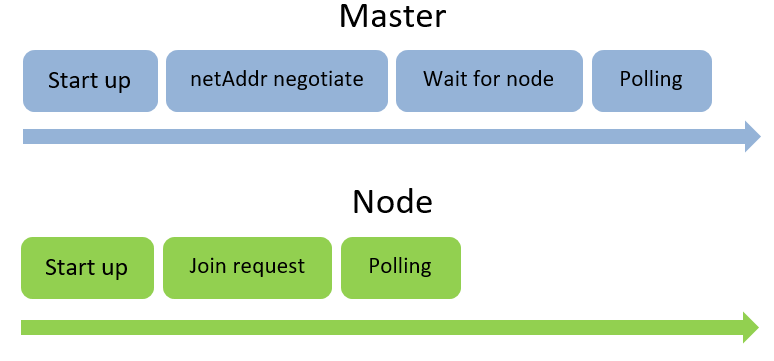 Master
Start up
netAddr negotiate
Wait for node
Polling
Node
Start up
Join request
Polling